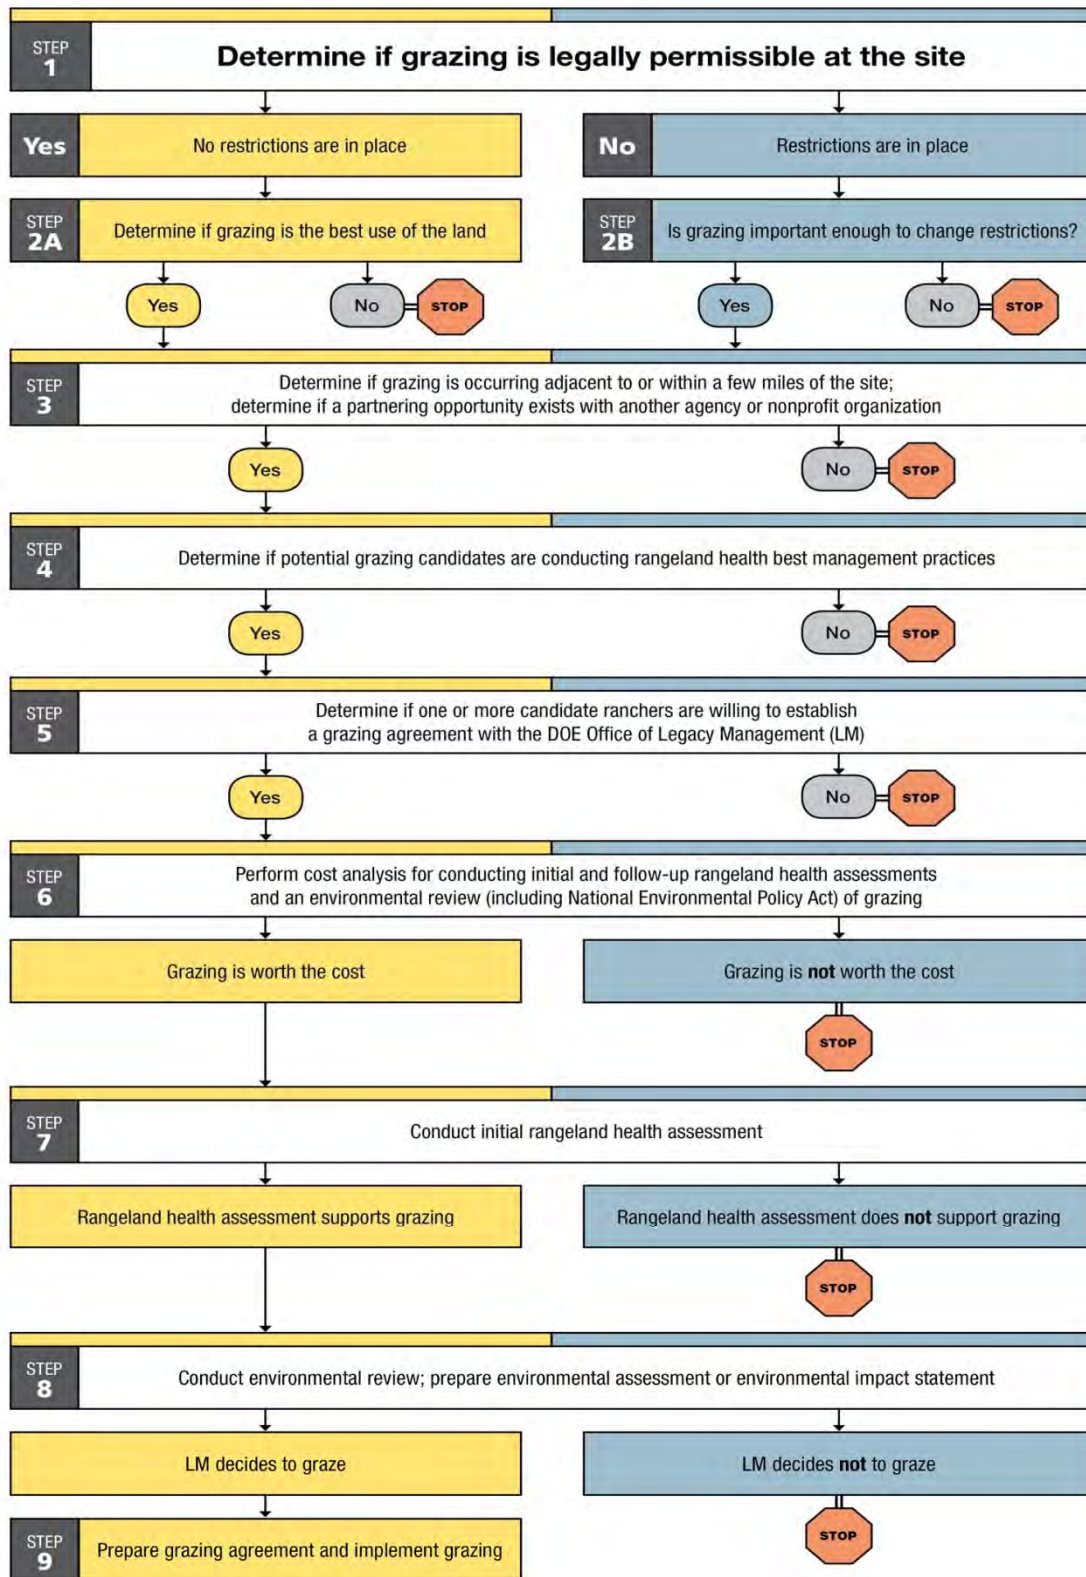 STEP
1
Determine if grazing is legally permissible at the site
Yes
No restrictions are in place
No
Restrictions are in place
STEP
2A
Determine if grazing is the best use of the land
STEP
2B
Is grazing important enough to change restrictions?
Yes
No
STOP
Yes
No
STOP
STEP
3
Determine if grazing is occurring adjacent to or within a few miles of the site;
determine if a partnering opportunity exists with another agency or nonprofit organization
Yes
No
STOP
STEP
4
Determine if potential grazing candidates are conducting rangeland health best management practices
Yes
No
STOP
STEP
5
Determine if one or more candidate ranchers are willing to establish
a grazing agreement with the DOE Office of Legacy Management (LM)
Yes
No
STOP
STEP
6
Perform cost analysis for conducting initial and follow-up rangeland health assessments
and an environmental review (including National Environmental Policy Act) of grazing
Grazing is worth the cost
Grazing is not worth the cost
STOP
STEP
7
Conduct initial rangeland health assessment
Rangeland health assessment supports grazing
Rangeland health assessment does not support grazing
STOP
STEP
8
Conduct environmental review; prepare environmental assessment or environmental impact statement
LM decides to graze
LM decides not to graze
STOP
STEP
9
Prepare grazing agreement and implement grazing